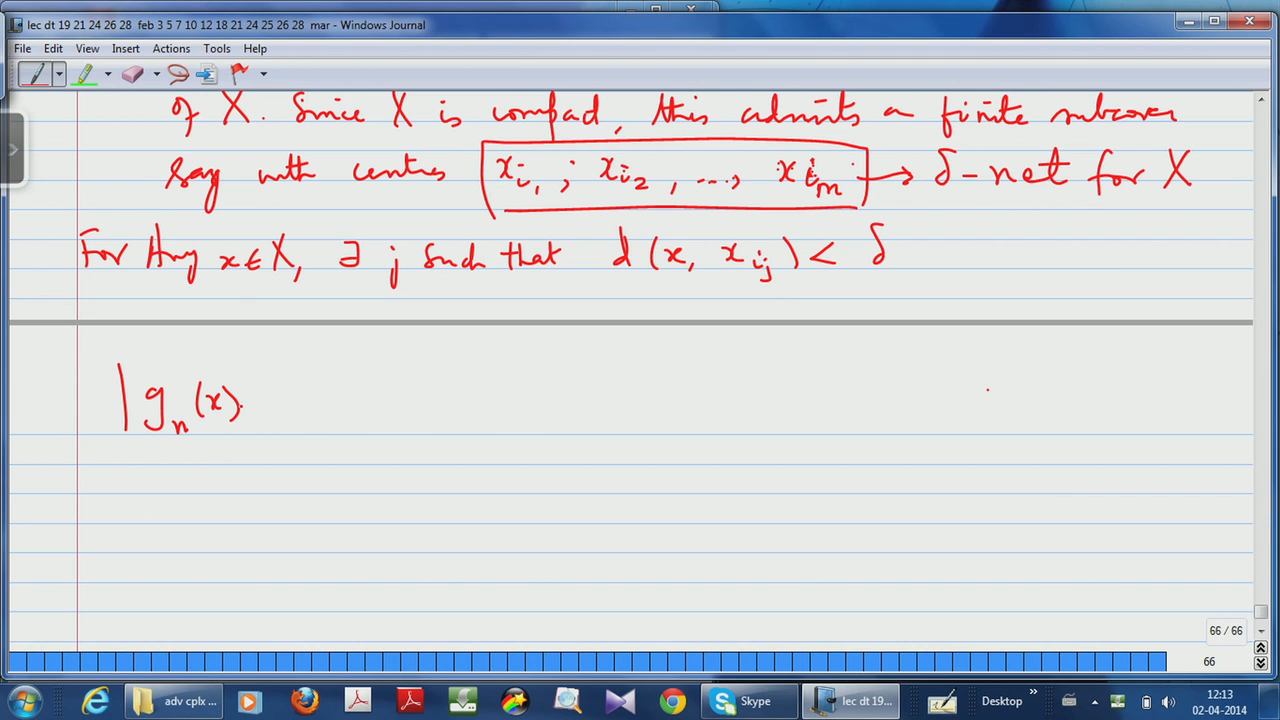 lec dt 19 21 24 26 28 feb 3 5 7 10 12 18 21 24 25 26 28 mar - Windows Journal
File Edit View Insert Actions Tools Help
of X. Since X is compact, this admits a finite subcover
say with centres x_{i_1}, x_{i_2}, ..., x_{i_m} → δ-net for X
For Any x ∈ X, ∃ j such that d(x, x_{i_j}) < δ
|g_n(x)
66 / 66
66
adv cplx ...
Skype
lec dt 19...
Desktop
12:13
02-04-2014